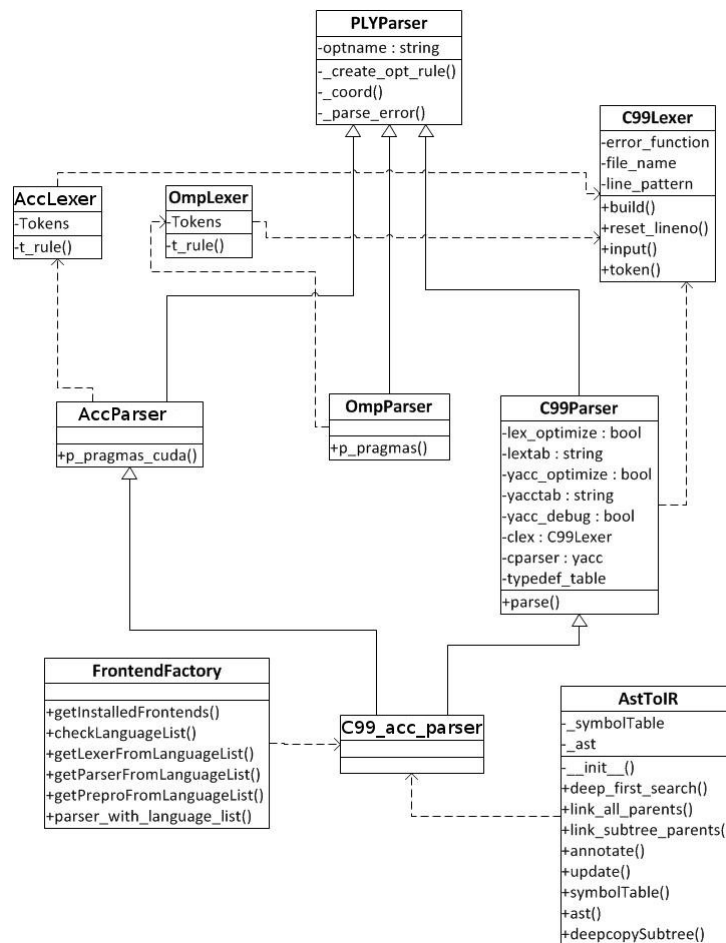 PLYParser
-optname : string
-_create_opt_rule()
-_coord()
-_parse_error()
C99Lexer
-error_function
-file_name
-line_pattern
+build()
+reset_lineno()
+input()
+token()
AccLexer
-Tokens
-t_rule()
OmpLexer
-Tokens
-t_rule()
AccParser
+p_pragmas_cuda()
OmpParser
+p_pragmas()
C99Parser
-lex_optimize : bool
-lextab : string
-yacc_optimize : bool
-yacctab : string
-yacc_debug : bool
-clex : C99Lexer
-cparser : yacc
-typedef_table
+parse()
FrontendFactory
+getInstalledFrontends()
+checkLanguageList()
+getLexerFromLanguageList()
+getParserFromLanguageList()
+getPreproFromLanguageList()
+parser_with_language_list()
C99_acc_parser
AstToIR
-_symbolTable
-_ast
-__init__()
+deep_first_search()
+link_all_parents()
+link_subtree_parents()
+annotate()
+update()
+symbolTable()
+ast()
+deepcopySubtree()